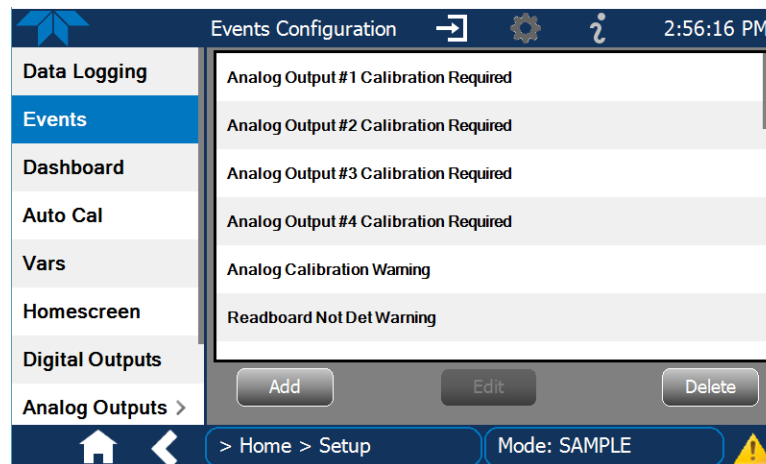 Events Configuration
2:56:16 PM
Data Logging
Events
Dashboard
Auto Cal
Vars
Homescreen
Digital Outputs
Analog Outputs >
Analog Output #1 Calibration Required
Analog Output #2 Calibration Required
Analog Output #3 Calibration Required
Analog Output #4 Calibration Required
Analog Calibration Warning
Readboard Not Det Warning
Add
Edit
Delete
> Home > Setup
Mode: SAMPLE